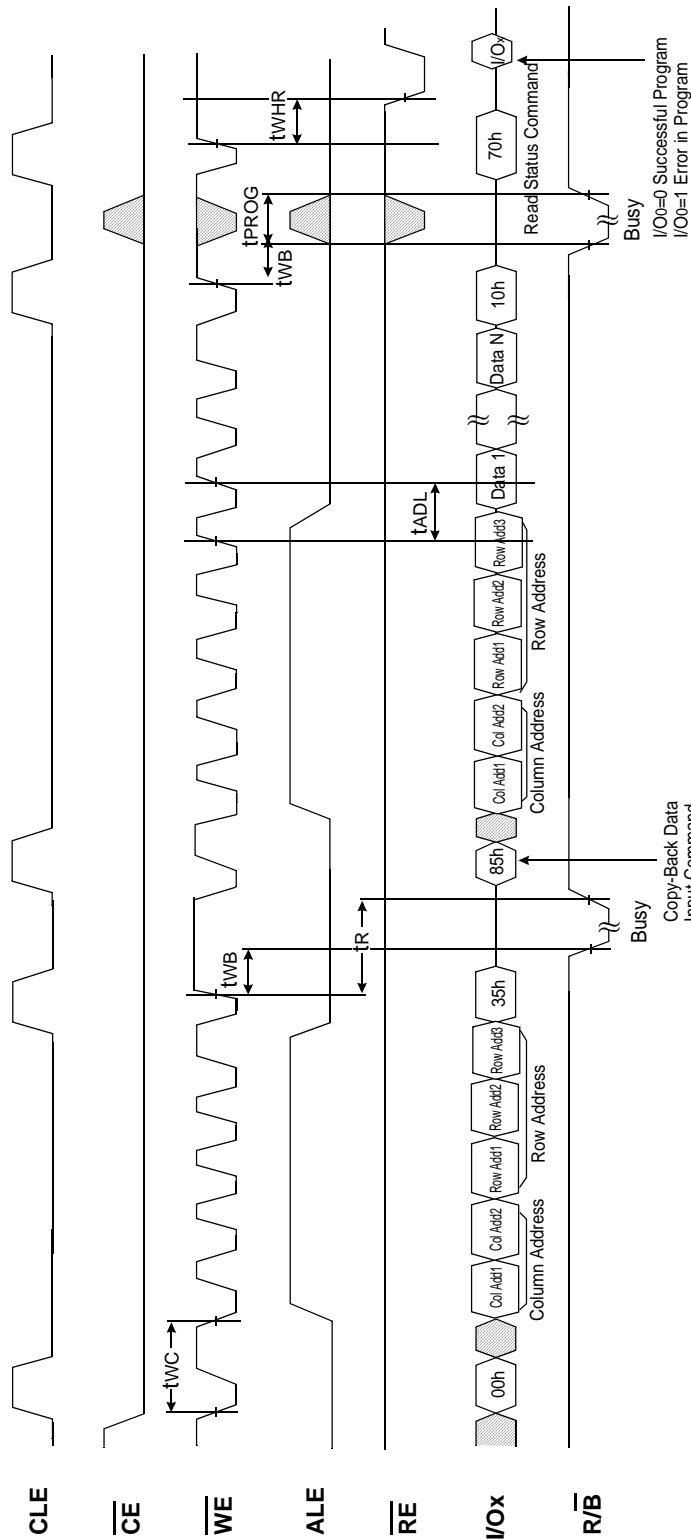 CLE
CE
WE
tWC
tWB
tWB
tPROG
tWHR
ALE
tR
tADL
RE
I/Ox
00h
Col Add1
Col Add2
Row Add1
Row Add2
Row Add3
35h
85h
Col Add1
Col Add2
Row Add1
Row Add2
Row Add3
Data 1
Data N
10h
70h
I/Ox
Column Address
Row Address
Column Address
Row Address
Read Status Command
R/B
Busy
Busy
Copy-Back Data
Input Command
I/O0=0 Successful Program
I/O0=1 Error in Program